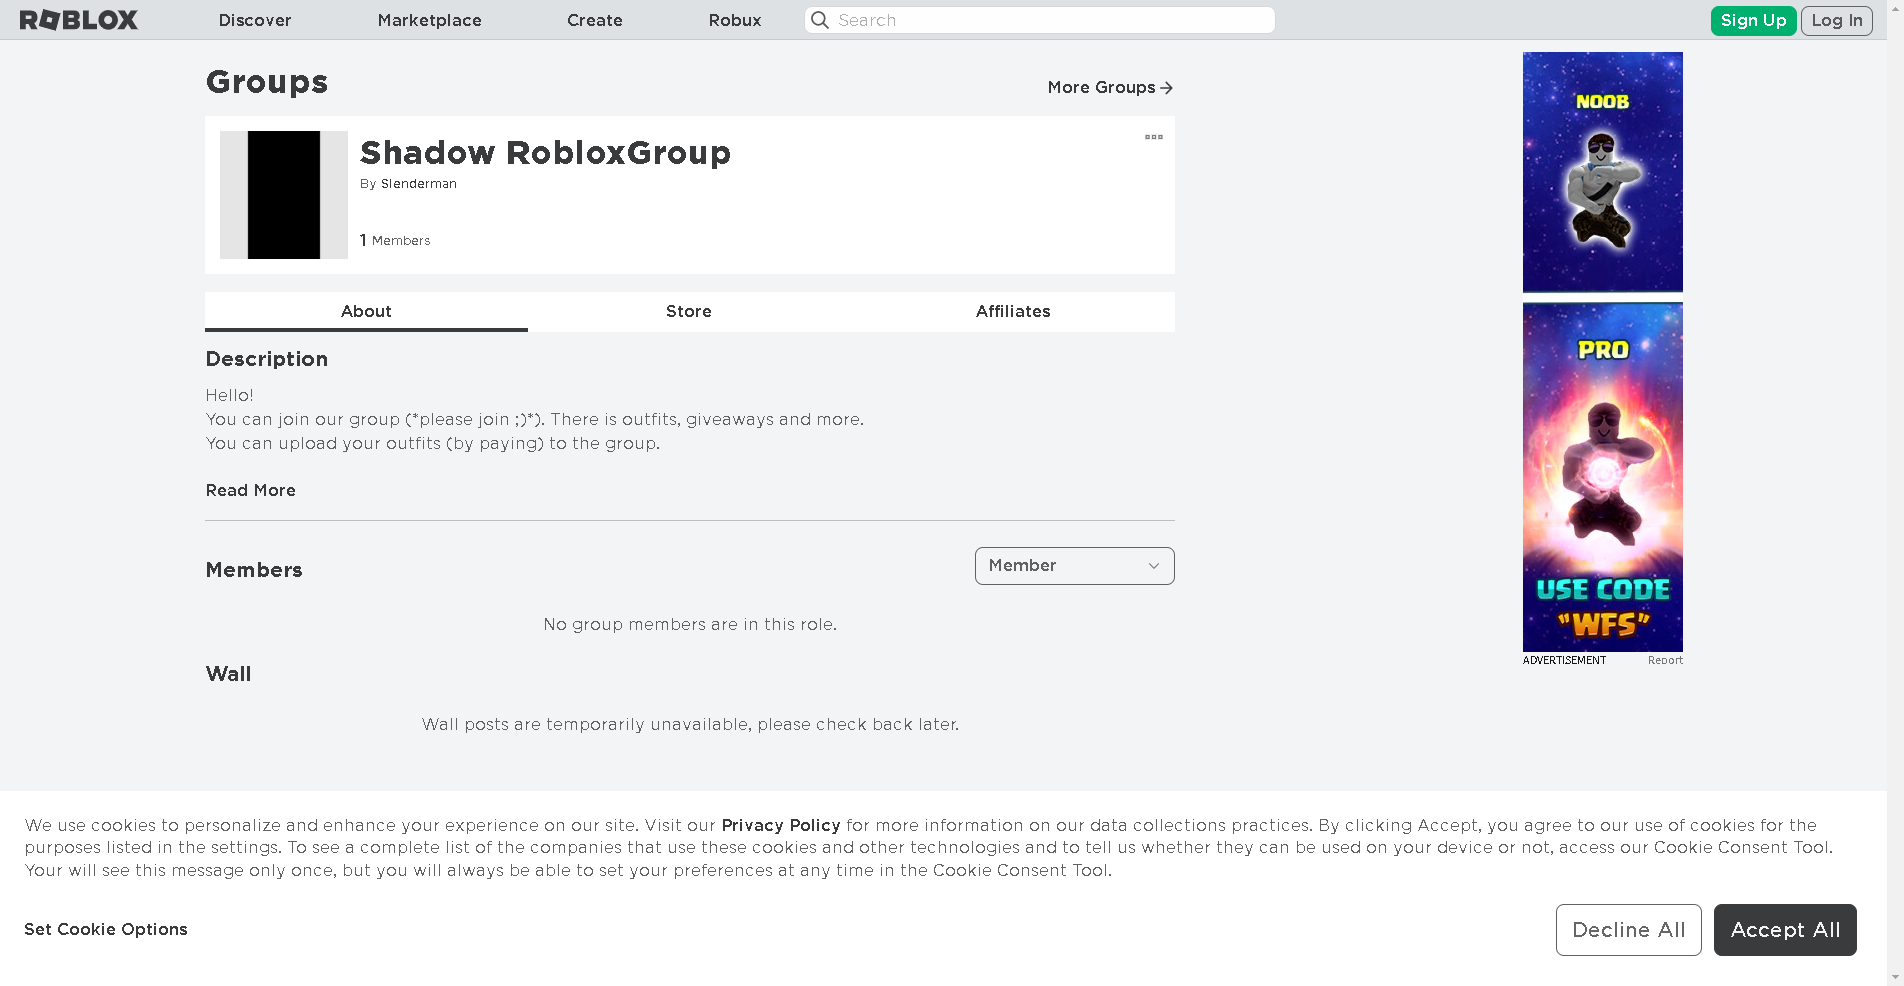 ROBLOX
Discover
Marketplace
Create
Robux
Search
Sign Up
Log In
Groups
More Groups
Shadow RobloxGroup
By Slenderman
1 Members
About
Store
Affiliates
Description
Hello!
You can join our group (*please join ;)*). There is outfits, giveaways and more.
You can upload your outfits (by paying) to the group.
Read More
Members
Member
No group members are in this role.
Wall
Wall posts are temporarily unavailable, please check back later.
NOOB
PRO
USE CODE
"WFS"
ADVERTISEMENT
Report
We use cookies to personalize and enhance your experience on our site. Visit our Privacy Policy for more information on our data collections practices. By clicking Accept, you agree to our use of cookies for the
purposes listed in the settings. To see a complete list of the companies that use these cookies and other technologies and to tell us whether they can be used on your device or not, access our Cookie Consent Tool.
Your will see this message only once, but you will always be able to set your preferences at any time in the Cookie Consent Tool.
Set Cookie Options
Decline All
Accept All